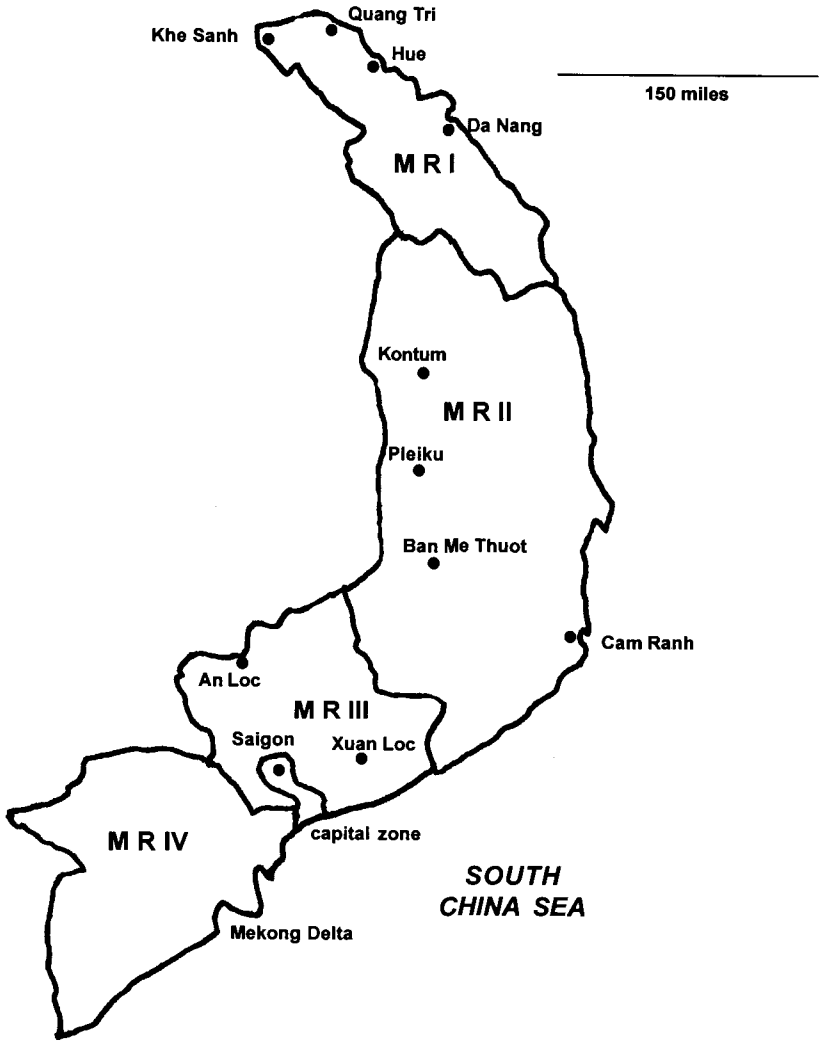 Quang Tri
Khe Sanh
Hue
150 miles
Da Nang
M R I
Kontum
M R II
Pleiku
Ban Me Thuot
Cam Ranh
An Loc
M R III
Saigon
Xuan Loc
capital zone
M R IV
SOUTH
CHINA SEA
Mekong Delta